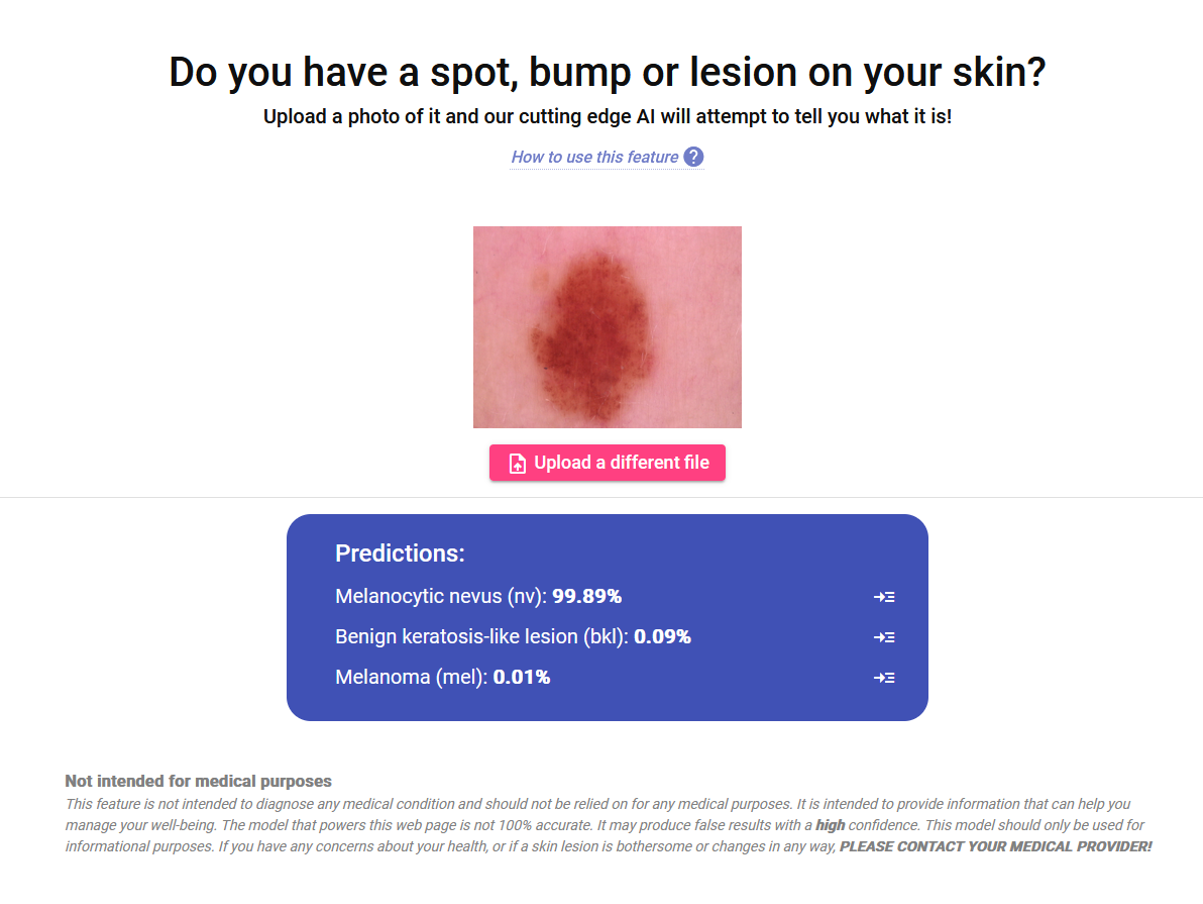 Do you have a spot, bump or lesion on your skin?
Upload a photo of it and our cutting edge AI will attempt to tell you what it is!
How to use this feature ?
Upload a different file
Predictions:
Melanocytic nevus (nv): 99.89%
Benign keratosis-like lesion (bkl): 0.09%
Melanoma (mel): 0.01%
Not intended for medical purposes
This feature is not intended to diagnose any medical condition and should not be relied on for any medical purposes. It is intended to provide information that can help you
manage your well-being. The model that powers this web page is not 100% accurate. It may produce false results with a high confidence. This model should only be used for
informational purposes. If you have any concerns about your health, or if a skin lesion is bothersome or changes in any way, PLEASE CONTACT YOUR MEDICAL PROVIDER!